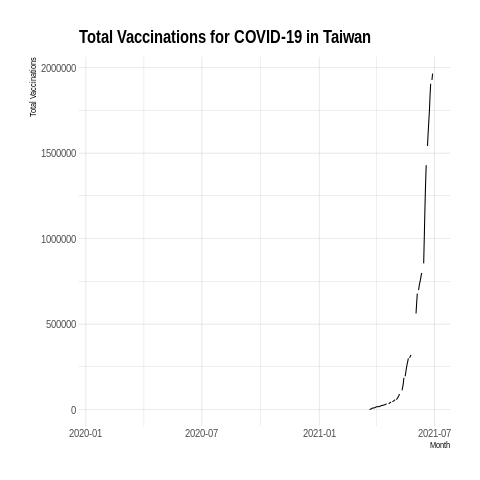 Total Vaccinations for COVID-19 in Taiwan
Total Vaccinations
2000000
1500000
1000000
500000
0
2020-01 2020-07 2021-01 2021-07
Month